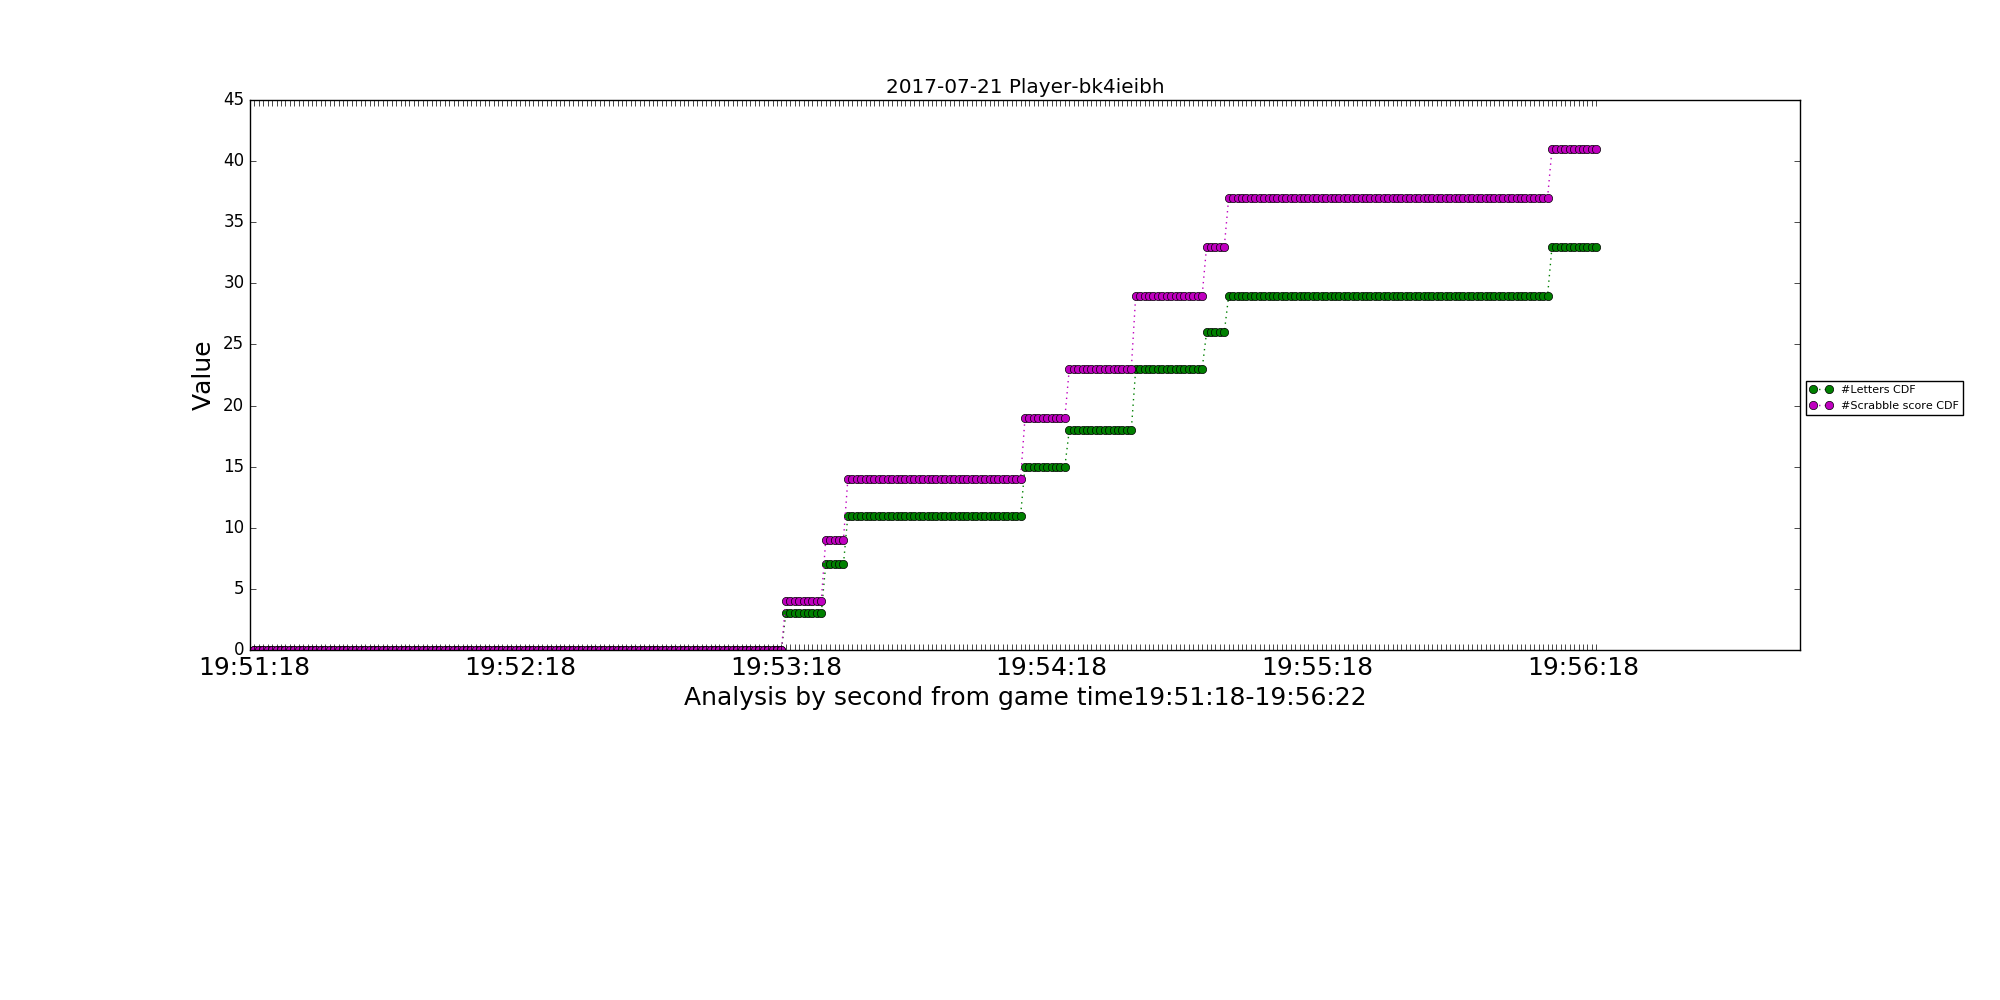 2017-07-21 Player-bk4ieibh
45
40
35
30
25
20
15
10
5
0
Value
19:51:18 19:52:18 19:53:18 19:54:18 19:55:18 19:56:18
Analysis by second from game time19:51:18-19:56:22
#Letters CDF
#Scrabble score CDF